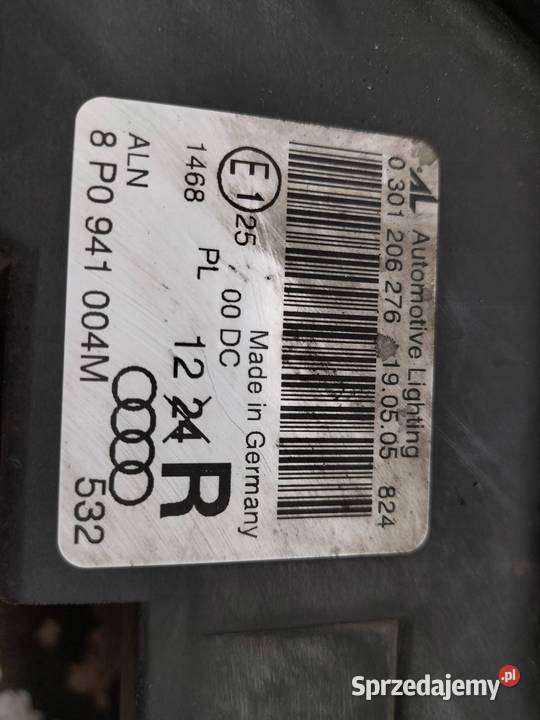 AL Automotive Lighting
0 301 206 276 19.05.05 824
Made in Germany
E1 25 00 DC
1468 PL 12 24 R
ALN
8 P0 941 004M 532
Sprzedajemy.pl